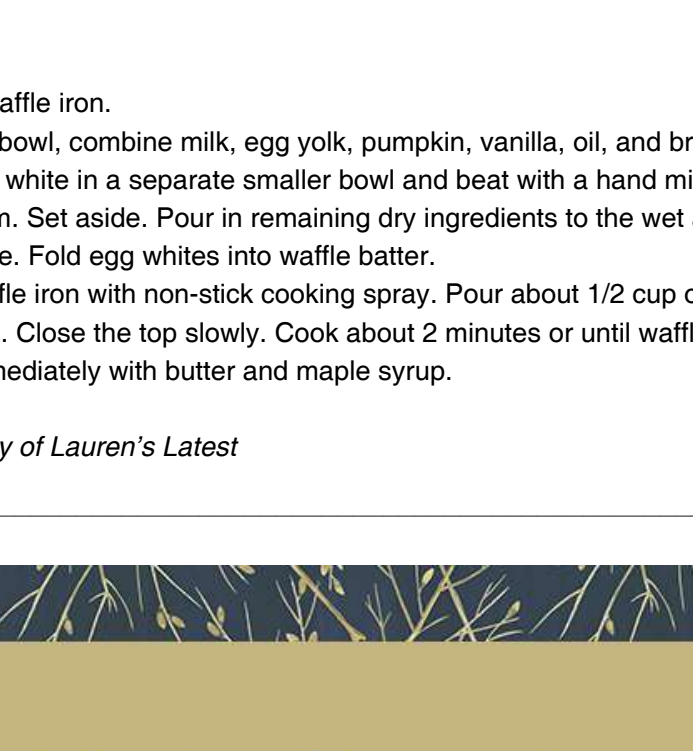 affle iron.
bowl, combine milk, egg yolk, pumpkin, vanilla, oil, and br
white in a separate smaller bowl and beat with a hand mi
m. Set aside. Pour in remaining dry ingredients to the wet a
e. Fold egg whites into waffle batter.
fle iron with non-stick cooking spray. Pour about 1/2 cup o
. Close the top slowly. Cook about 2 minutes or until waffl
mediately with butter and maple syrup.
y of Lauren’s Latest